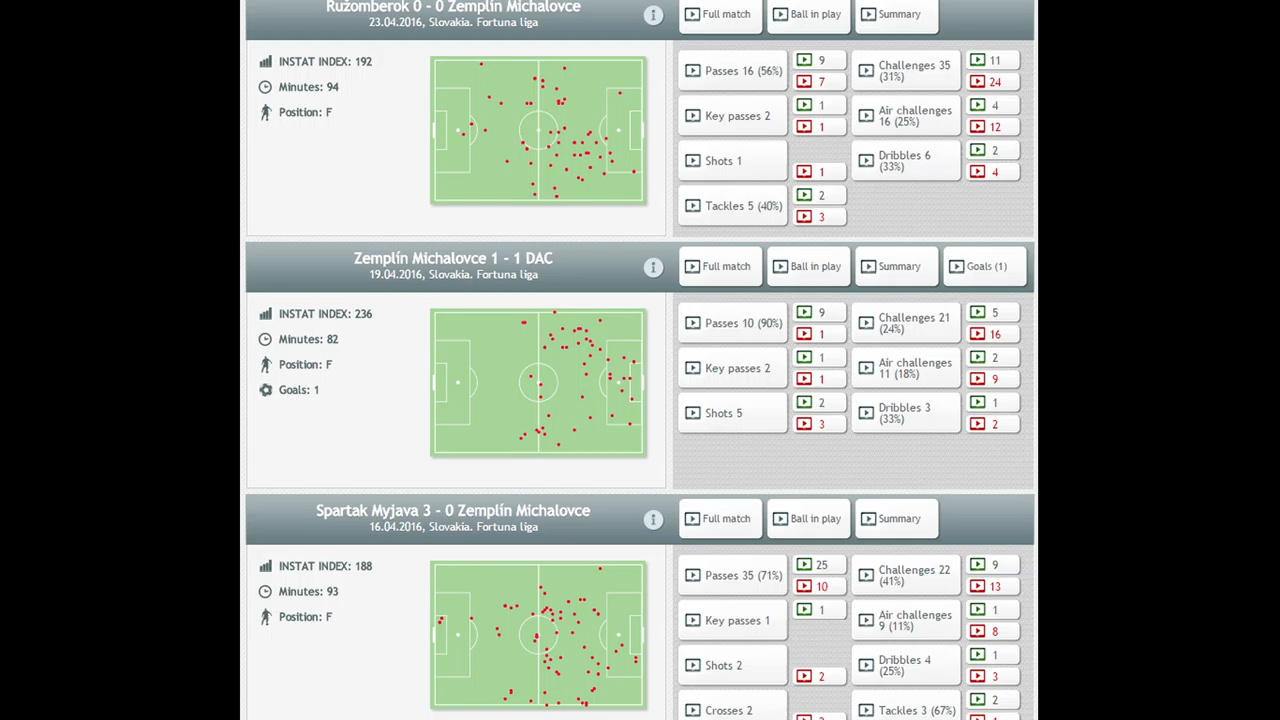 Ružomberok 0 - 0 Zemplín Michalovce
23.04.2016, Slovakia. Fortuna liga
Full match
Ball in play
Summary
INSTAT INDEX: 192
Minutes: 94
Position: F
Passes 16 (56%)
9
7
Challenges 35
(31%)
11
24
Key passes 2
1
1
Air challenges
16 (25%)
4
12
Shots 1
1
Dribbles 6
(33%)
2
4
Tackles 5 (40%)
2
3
Zemplín Michalovce 1 - 1 DAC
19.04.2016, Slovakia. Fortuna liga
Full match
Ball in play
Summary
Goals (1)
INSTAT INDEX: 236
Minutes: 82
Position: F
Goals: 1
Passes 10 (90%)
9
1
Challenges 21
(24%)
5
16
Key passes 2
1
1
Air challenges
11 (18%)
2
9
Shots 5
2
3
Dribbles 3
(33%)
1
2
Spartak Myjava 3 - 0 Zemplín Michalovce
16.04.2016, Slovakia. Fortuna liga
Full match
Ball in play
Summary
INSTAT INDEX: 188
Minutes: 93
Position: F
Passes 35 (71%)
25
10
Challenges 22
(41%)
9
13
Key passes 1
1
Air challenges
9 (11%)
1
8
Shots 2
2
Dribbles 4
(25%)
1
3
Crosses 2
Tackles 3 (67%)
2